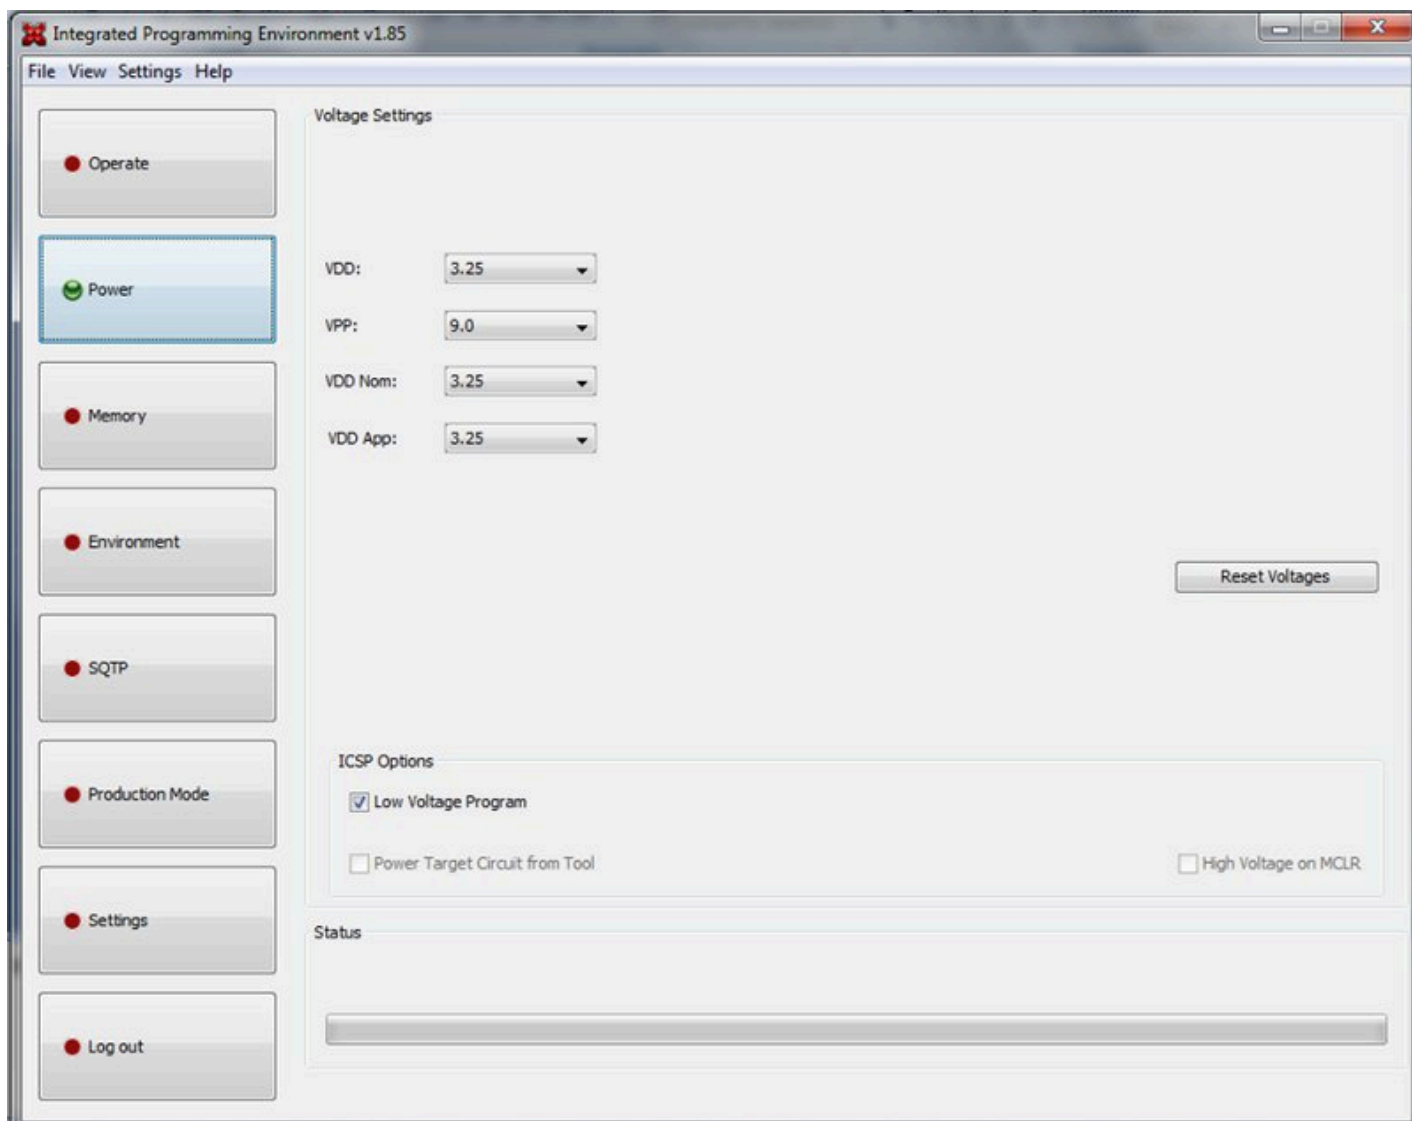 Integrated Programming Environment v1.85
File View Settings Help
Operate
Power
Memory
Environment
SQTP
Production Mode
Settings
Log out
Voltage Settings
VDD: 3.25
VPP: 9.0
VDD Nom: 3.25
VDD App: 3.25
Reset Voltages
ICSP Options
Low Voltage Program
Power Target Circuit from Tool High Voltage on MCLR
Status